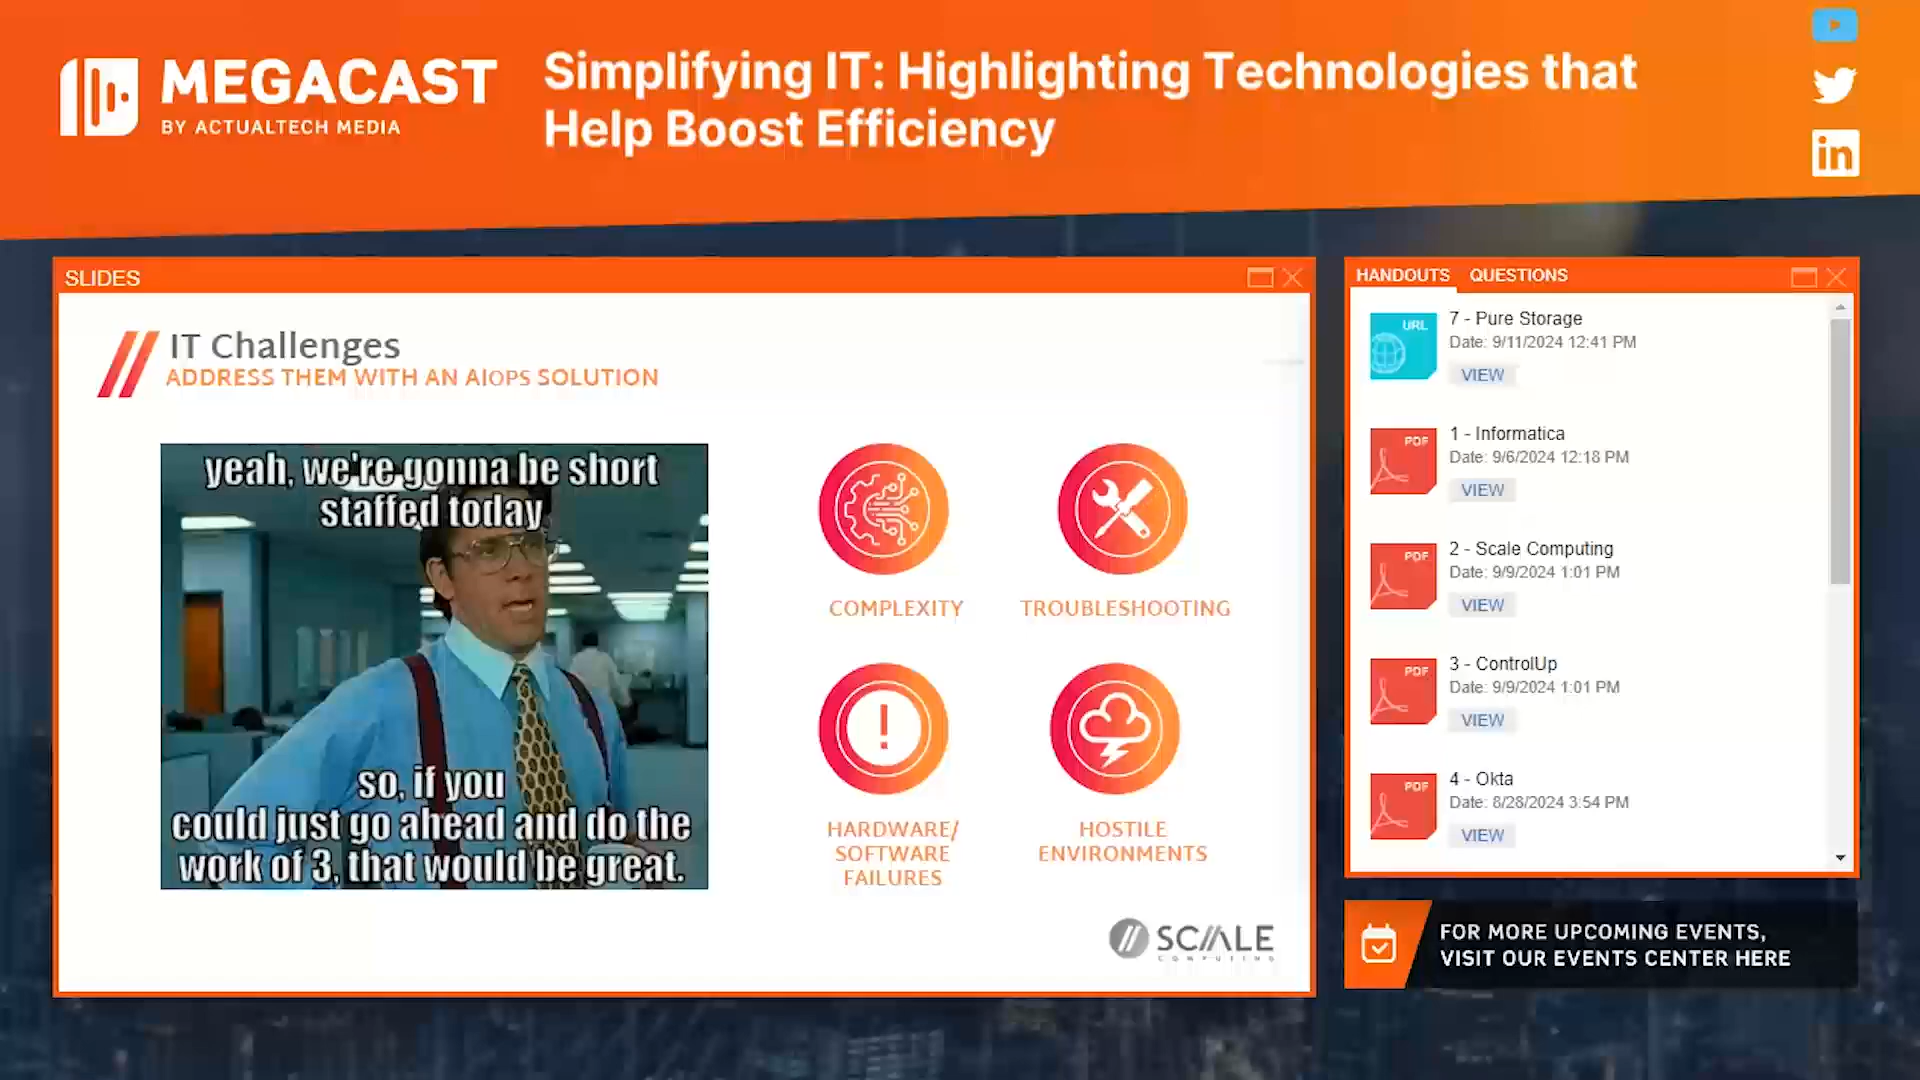 MEGACAST
BY ACTUALTECH MEDIA
Simplifying IT: Highlighting Technologies that
Help Boost Efficiency
in
SLIDES
IT Challenges
ADDRESS THEM WITH AN AIOPS SOLUTION
yeah, we're gonna be short
staffed today
so, if you
could just go ahead and do the
work of 3, that would be great.
COMPLEXITY
TROUBLESHOOTING
HARDWARE/
SOFTWARE
FAILURES
HOSTILE
ENVIRONMENTS
SCALE
COMPUTING
HANDOUTS QUESTIONS
URL
7 - Pure Storage
Date: 9/11/2024 12:41 PM
VIEW
PDF
1 - Informatica
Date: 9/6/2024 12:18 PM
VIEW
PDF
2 - Scale Computing
Date: 9/9/2024 1:01 PM
VIEW
PDF
3 - ControlUp
Date: 9/9/2024 1:01 PM
VIEW
PDF
4 - Okta
Date: 8/28/2024 3:54 PM
VIEW
FOR MORE UPCOMING EVENTS,
VISIT OUR EVENTS CENTER HERE